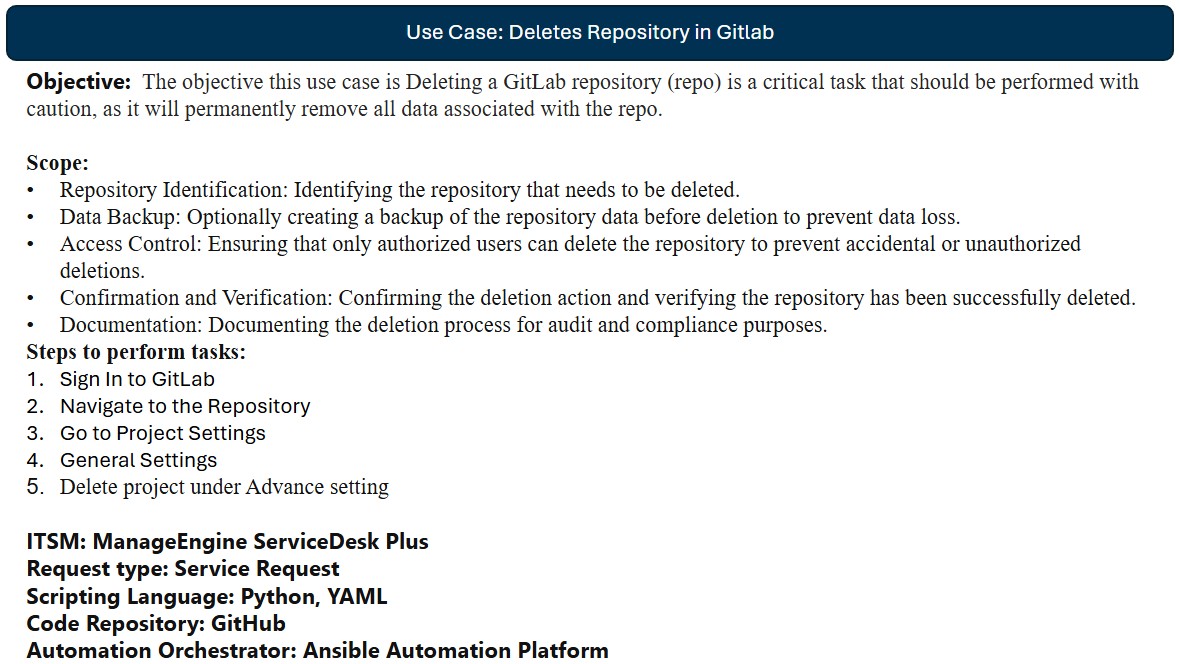 Use Case: Deletes Repository in Gitlab
Objective: The objective this use case is Deleting a GitLab repository (repo) is a critical task that should be performed with
caution, as it will permanently remove all data associated with the repo.
Scope:
• Repository Identification: Identifying the repository that needs to be deleted.
• Data Backup: Optionally creating a backup of the repository data before deletion to prevent data loss.
• Access Control: Ensuring that only authorized users can delete the repository to prevent accidental or unauthorized
deletions.
• Confirmation and Verification: Confirming the deletion action and verifying the repository has been successfully deleted.
• Documentation: Documenting the deletion process for audit and compliance purposes.
Steps to perform tasks:
1. Sign In to GitLab
2. Navigate to the Repository
3. Go to Project Settings
4. General Settings
5. Delete project under Advance setting
ITSM: ManageEngine ServiceDesk Plus
Request type: Service Request
Scripting Language: Python, YAML
Code Repository: GitHub
Automation Orchestrator: Ansible Automation Platform